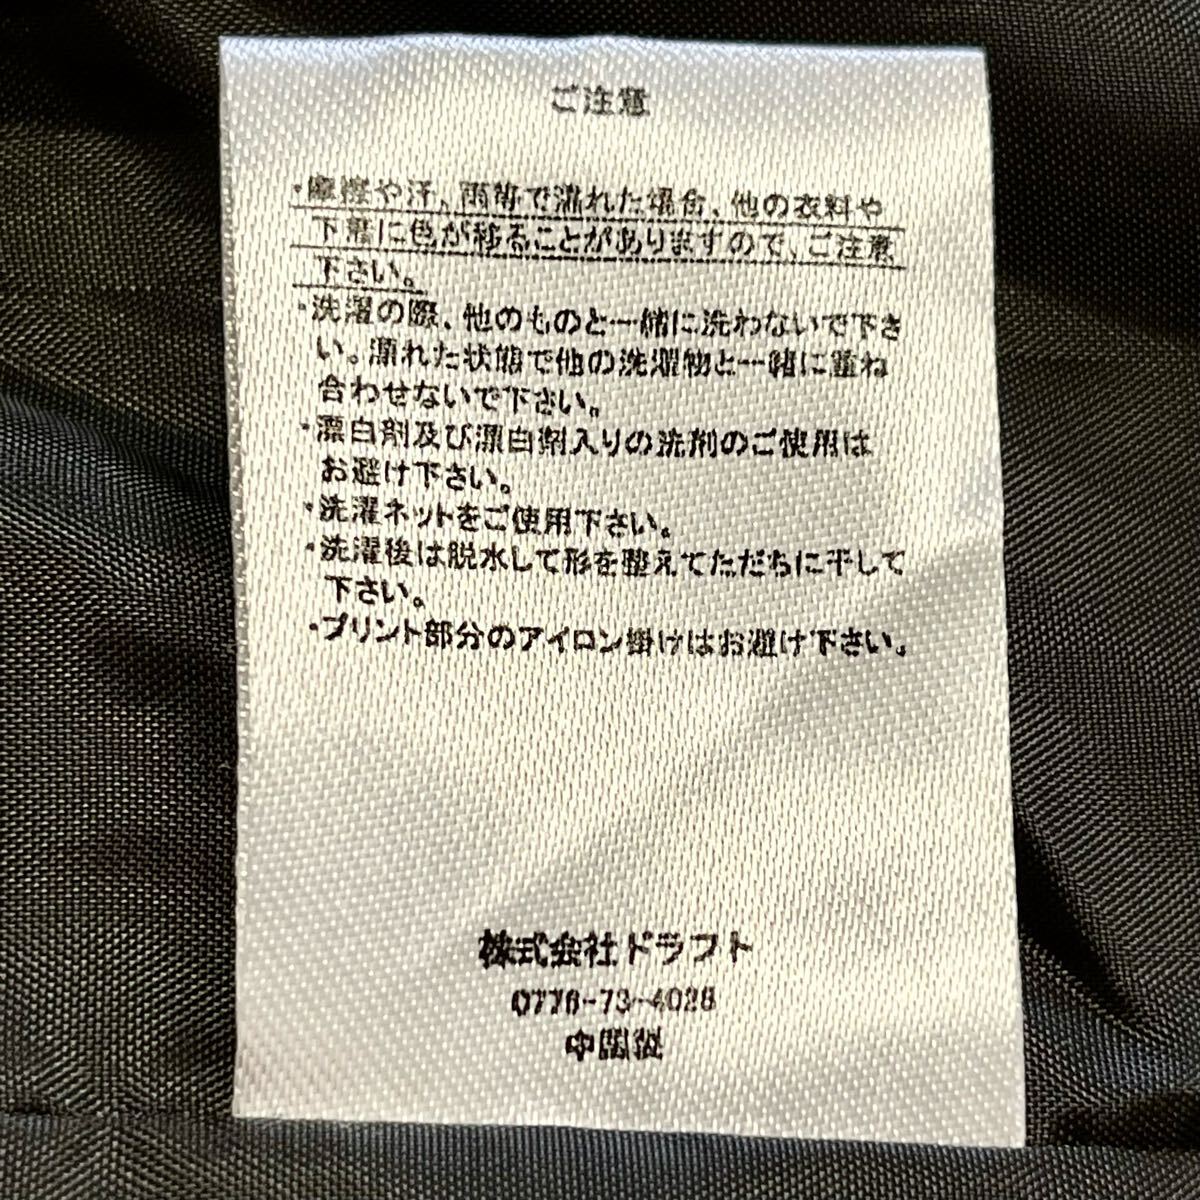 ご注意
・摩擦や汗、雨等で濡れた場合、他の衣料や
下着に色が移ることがありますので、ご注意
下さい。
・洗濯の際、他のものと一緒に洗わないで下さ
い。濡れた状態で他の洗濯物と一緒に重ね
合わせないで下さい。
・漂白剤及び漂白剤入りの洗剤のご使用は
お避け下さい。
・洗濯ネットをご使用下さい。
・洗濯後は脱水して形を整えてただちに干して
下さい。
・プリント部分のアイロン掛けはお避け下さい。
株式会社ドラフト
0776-73-4028
中国製